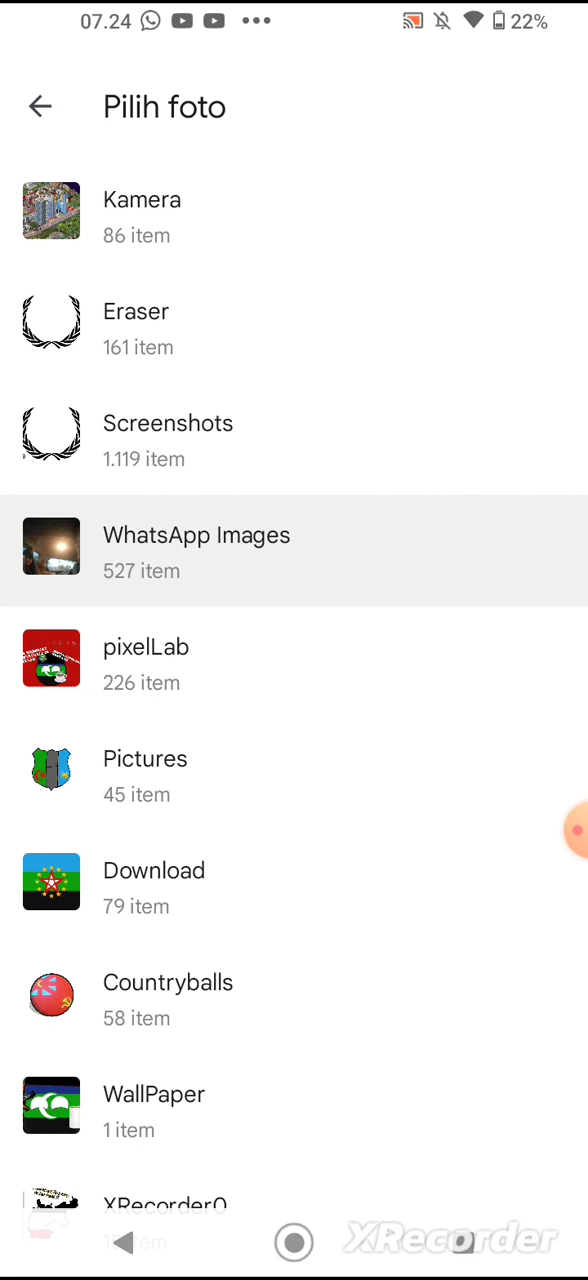 07.24 22%
Pilih foto
Kamera
86 item
Eraser
161 item
Screenshots
1.119 item
WhatsApp Images
527 item
pixelLab
226 item
Pictures
45 item
Download
79 item
Countryballs
58 item
WallPaper
1 item
XRecorder0
XRecorder